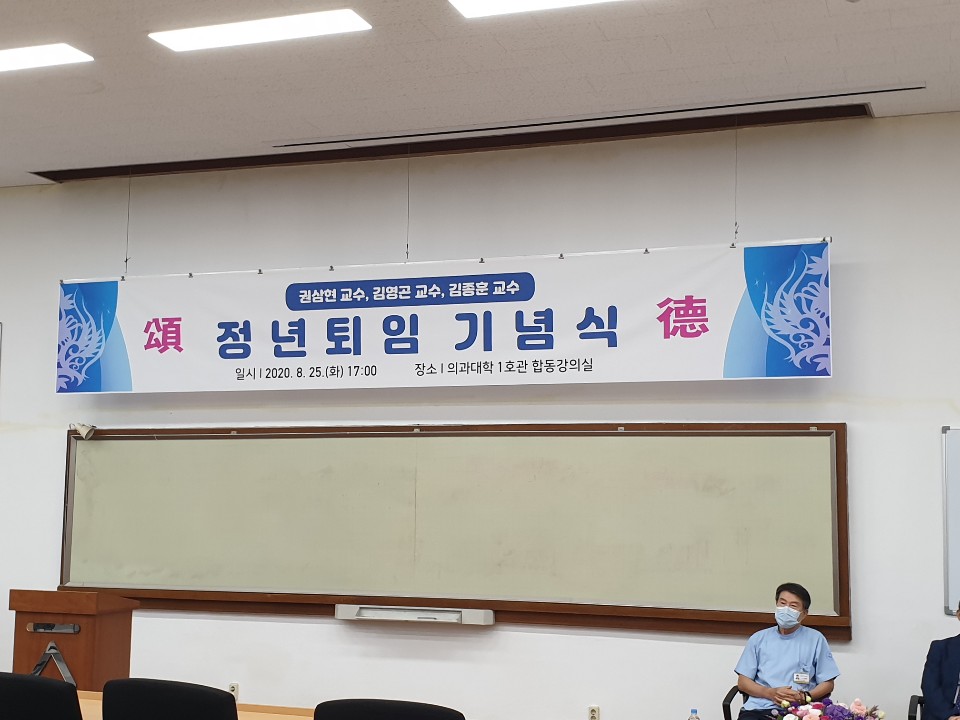 권삼현 교수, 김영곤 교수, 김종훈 교수
頌 정년퇴임 기념식 德
일시 I 2020. 8. 25.(화) 17:00 장소 I 의과대학 1호관 합동강의실